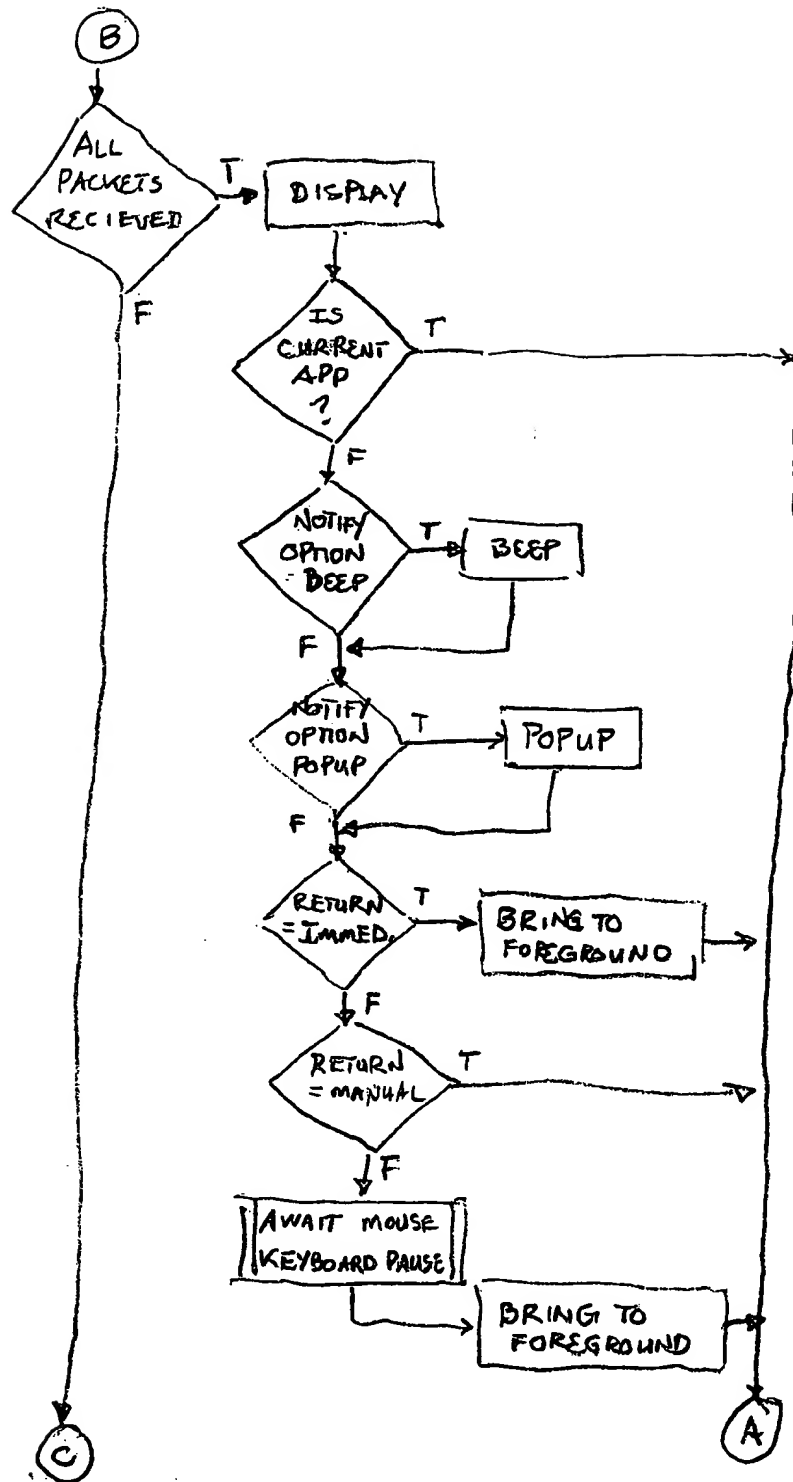 B
ALL
PACKETS
RECIEVED
T
DISPLAY
F
IS
CURRENT
APP
?
T
F
NOTIFY
OPTION
BEEP
T
BEEP
F
NOTIFY
OPTION
POPUP
T
POPUP
F
RETURN
=IMMED.
T
BRING TO
FOREGROUND
F
RETURN
=MANUAL
T
F
AWAIT MOUSE
KEYBOARD PAUSE
BRING TO
FOREGROUND
C
A